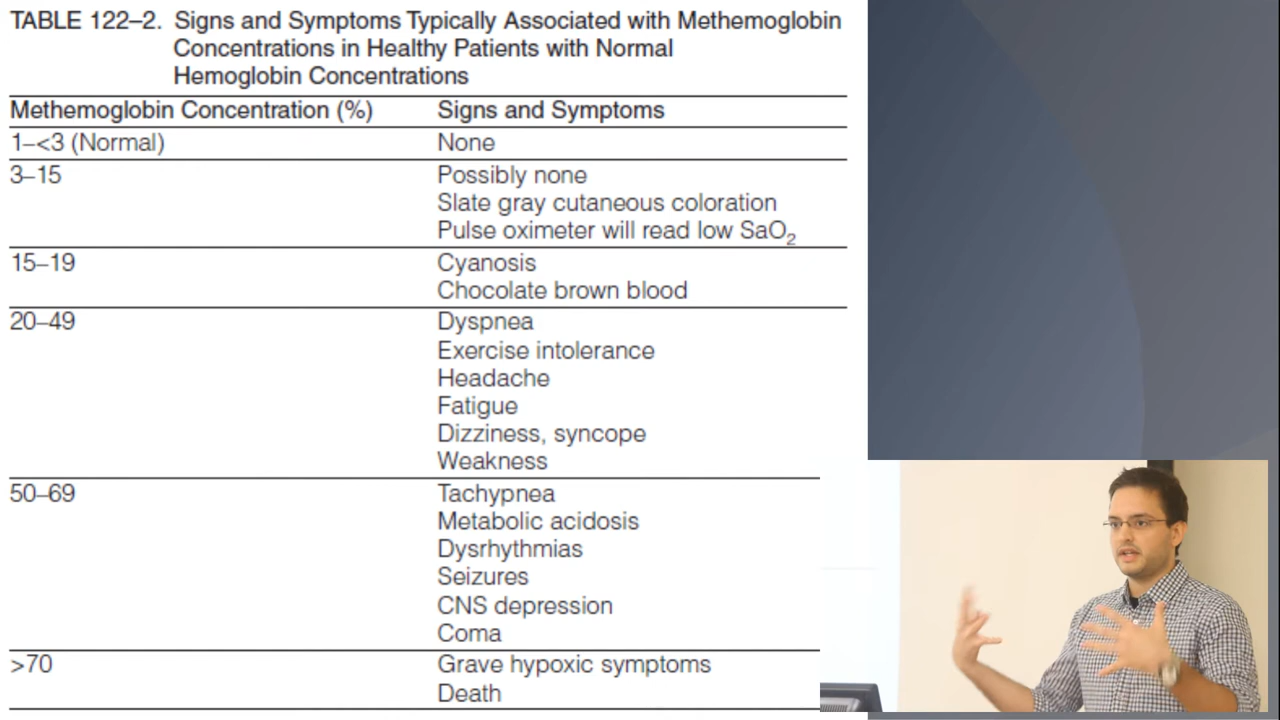 TABLE 122–2. Signs and Symptoms Typically Associated with Methemoglobin
Concentrations in Healthy Patients with Normal
Hemoglobin Concentrations
Methemoglobin Concentration (%) Signs and Symptoms
1–<3 (Normal) None
3–15 Possibly none
Slate gray cutaneous coloration
Pulse oximeter will read low SaO₂
15–19 Cyanosis
Chocolate brown blood
20–49 Dyspnea
Exercise intolerance
Headache
Fatigue
Dizziness, syncope
Weakness
50–69 Tachypnea
Metabolic acidosis
Dysrhythmias
Seizures
CNS depression
Coma
>70 Grave hypoxic symptoms
Death